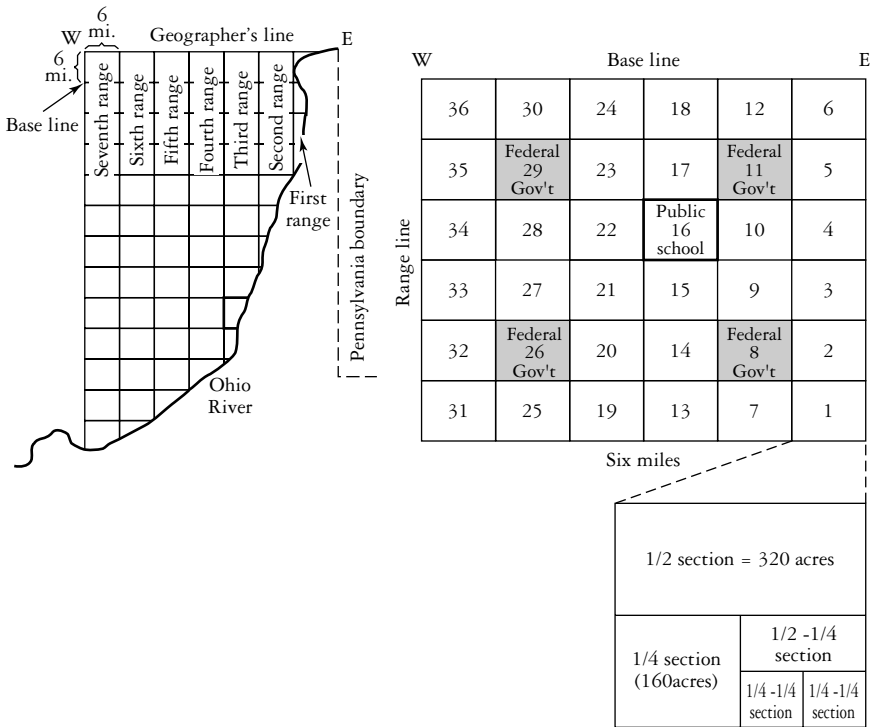 6
mi.
W
Geographer's line
E
6
mi.
Base line
Seventh range
Sixth range
Fifth range
Fourth range
Third range
Second range
First
range
Pennsylvania boundary
Ohio
River
W
Base line
E
Range line
36 30 24 18 12 6
35 Federal 29 Gov't 23 17 Federal 11 Gov't 5
34 28 22 Public 16 school 10 4
33 27 21 15 9 3
32 Federal 26 Gov't 20 14 Federal 8 Gov't 2
31 25 19 13 7 1
Six miles
1/2 section = 320 acres
1/4 section
(160acres)
1/2 -1/4
section
1/4 -1/4
section
1/4 -1/4
section